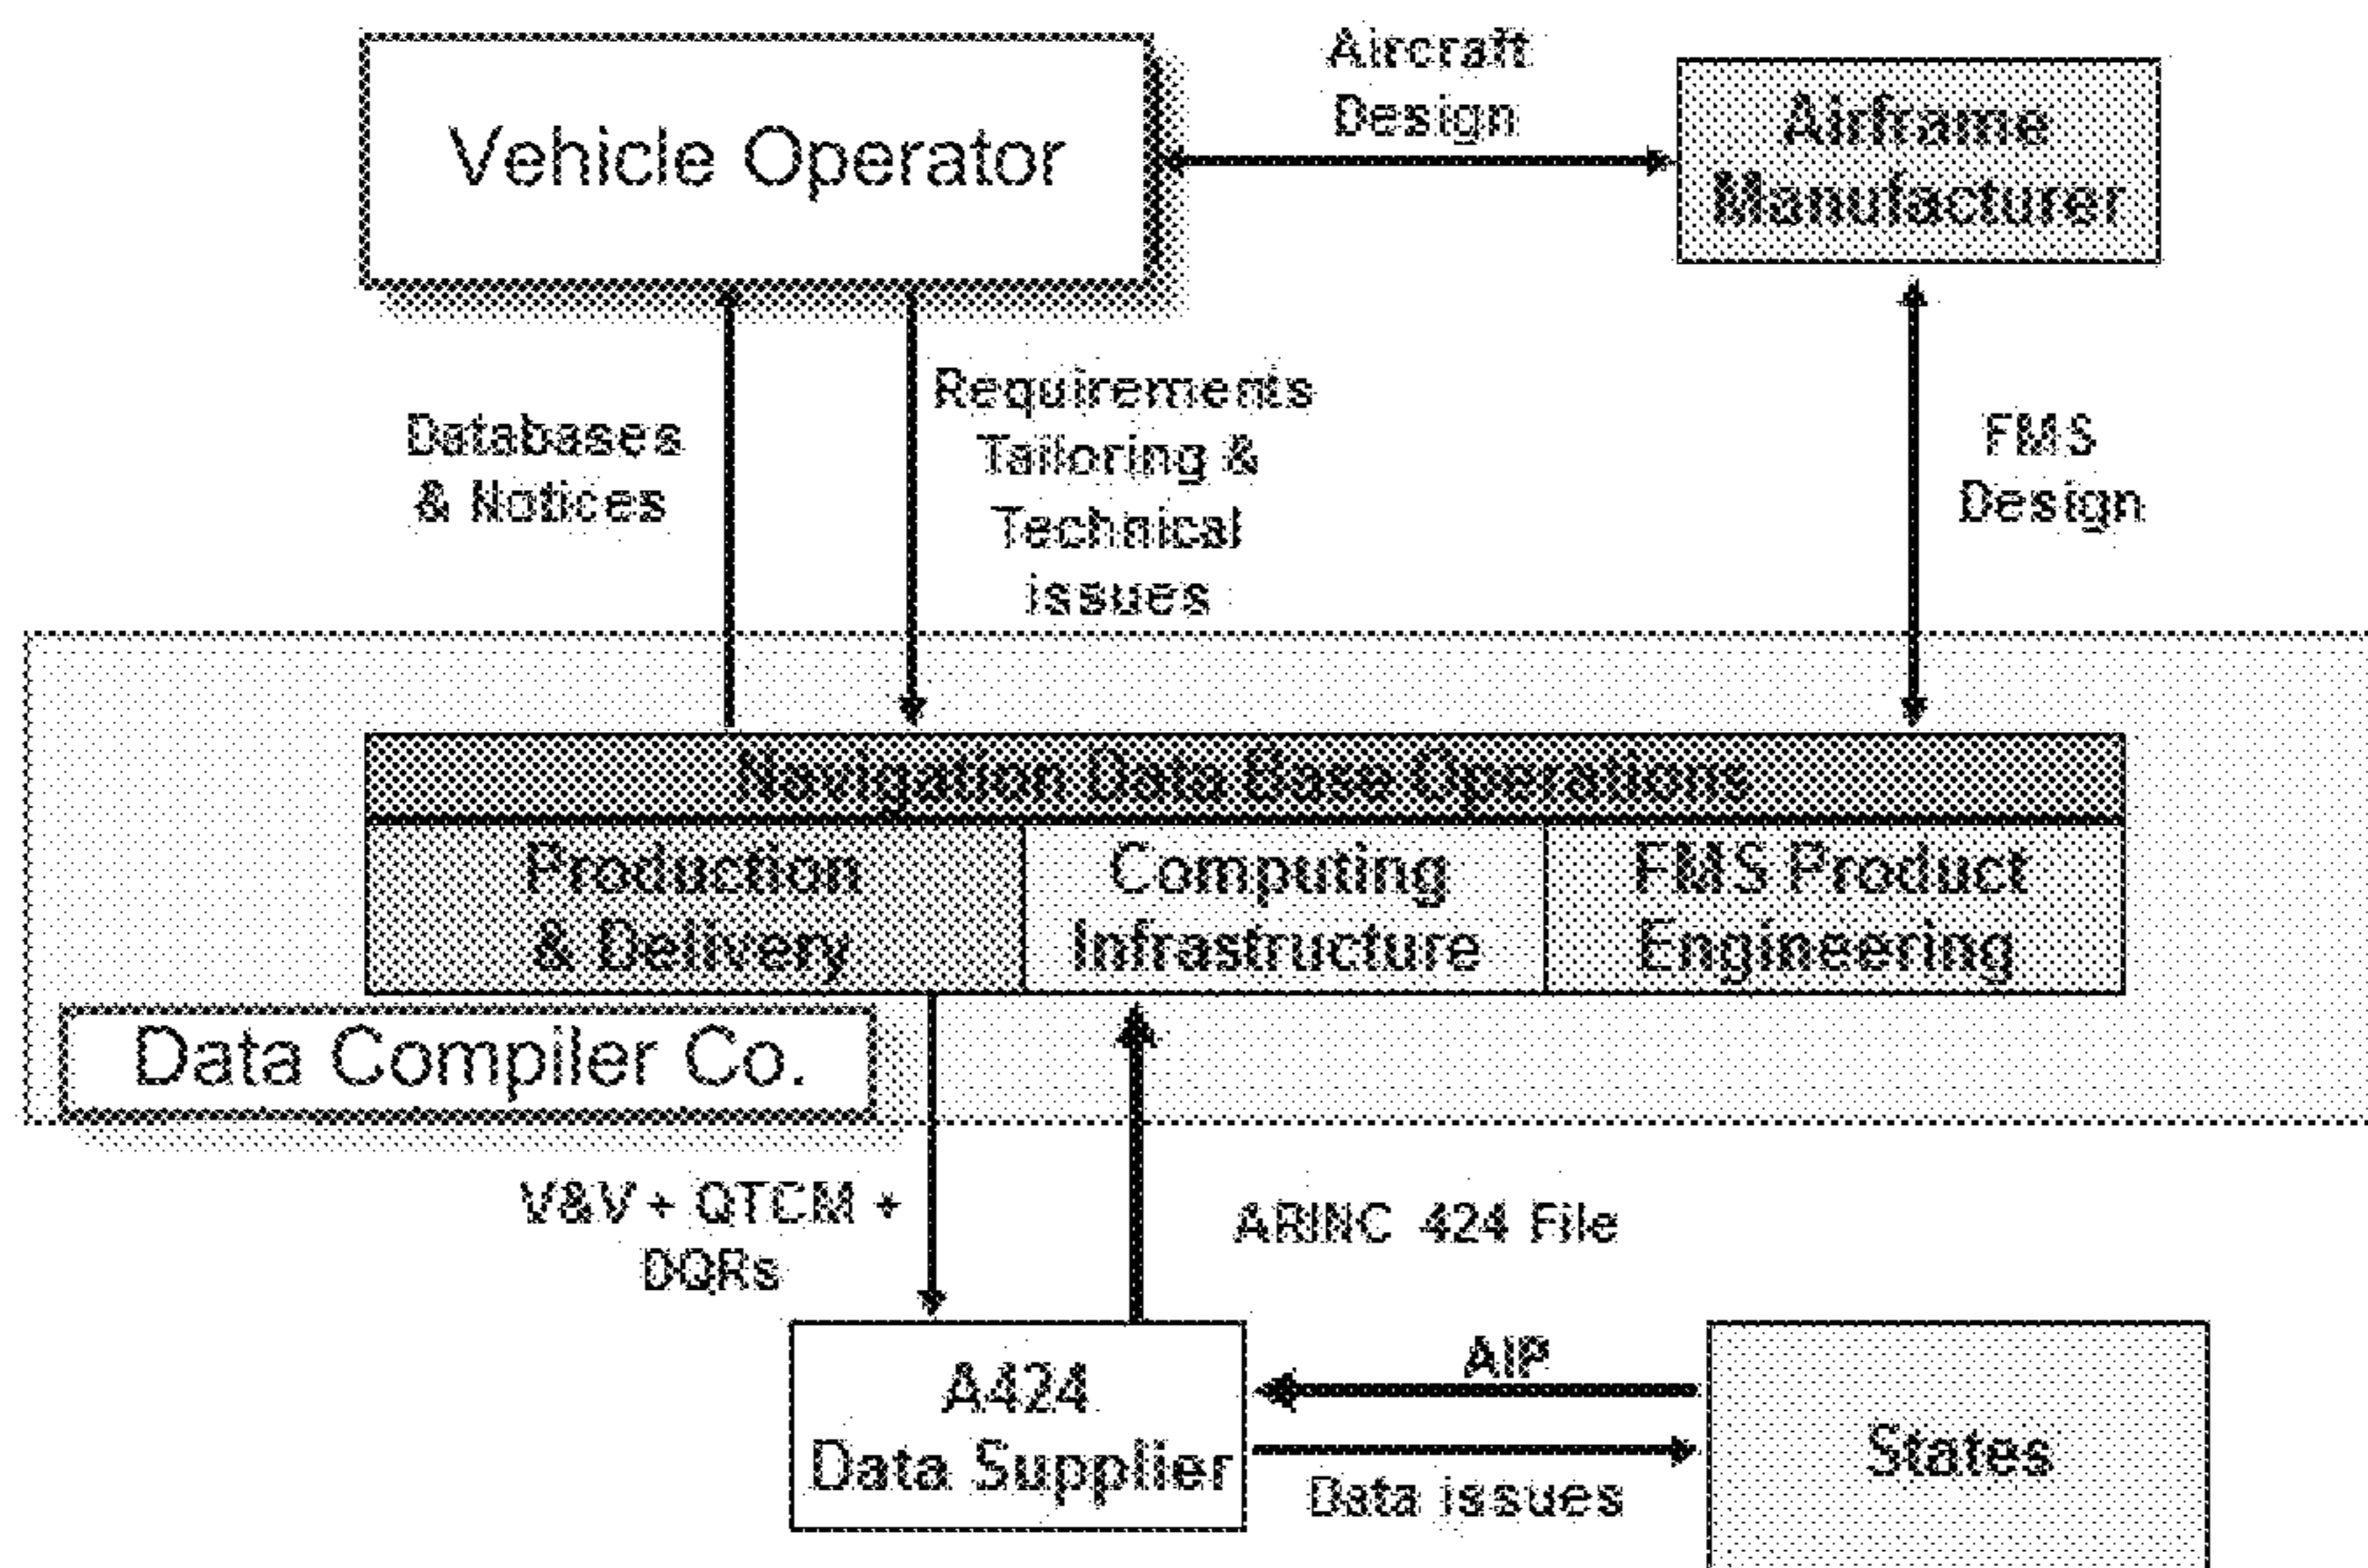 Vehicle Operator
Aircraft
Design
Airframe
Manufacturer
Databases
& Notices
Requirements
Tailoring &
Technical
issues
FMS
Design
Navigation Data Base Operations
Production
& Delivery
Computing
Infrastructure
FMS Product
Engineering
Data Compiler Co.
V&V + QTCM +
DQRs
ARINC 424 File
A424
Data Supplier
AIP
Data issues
States